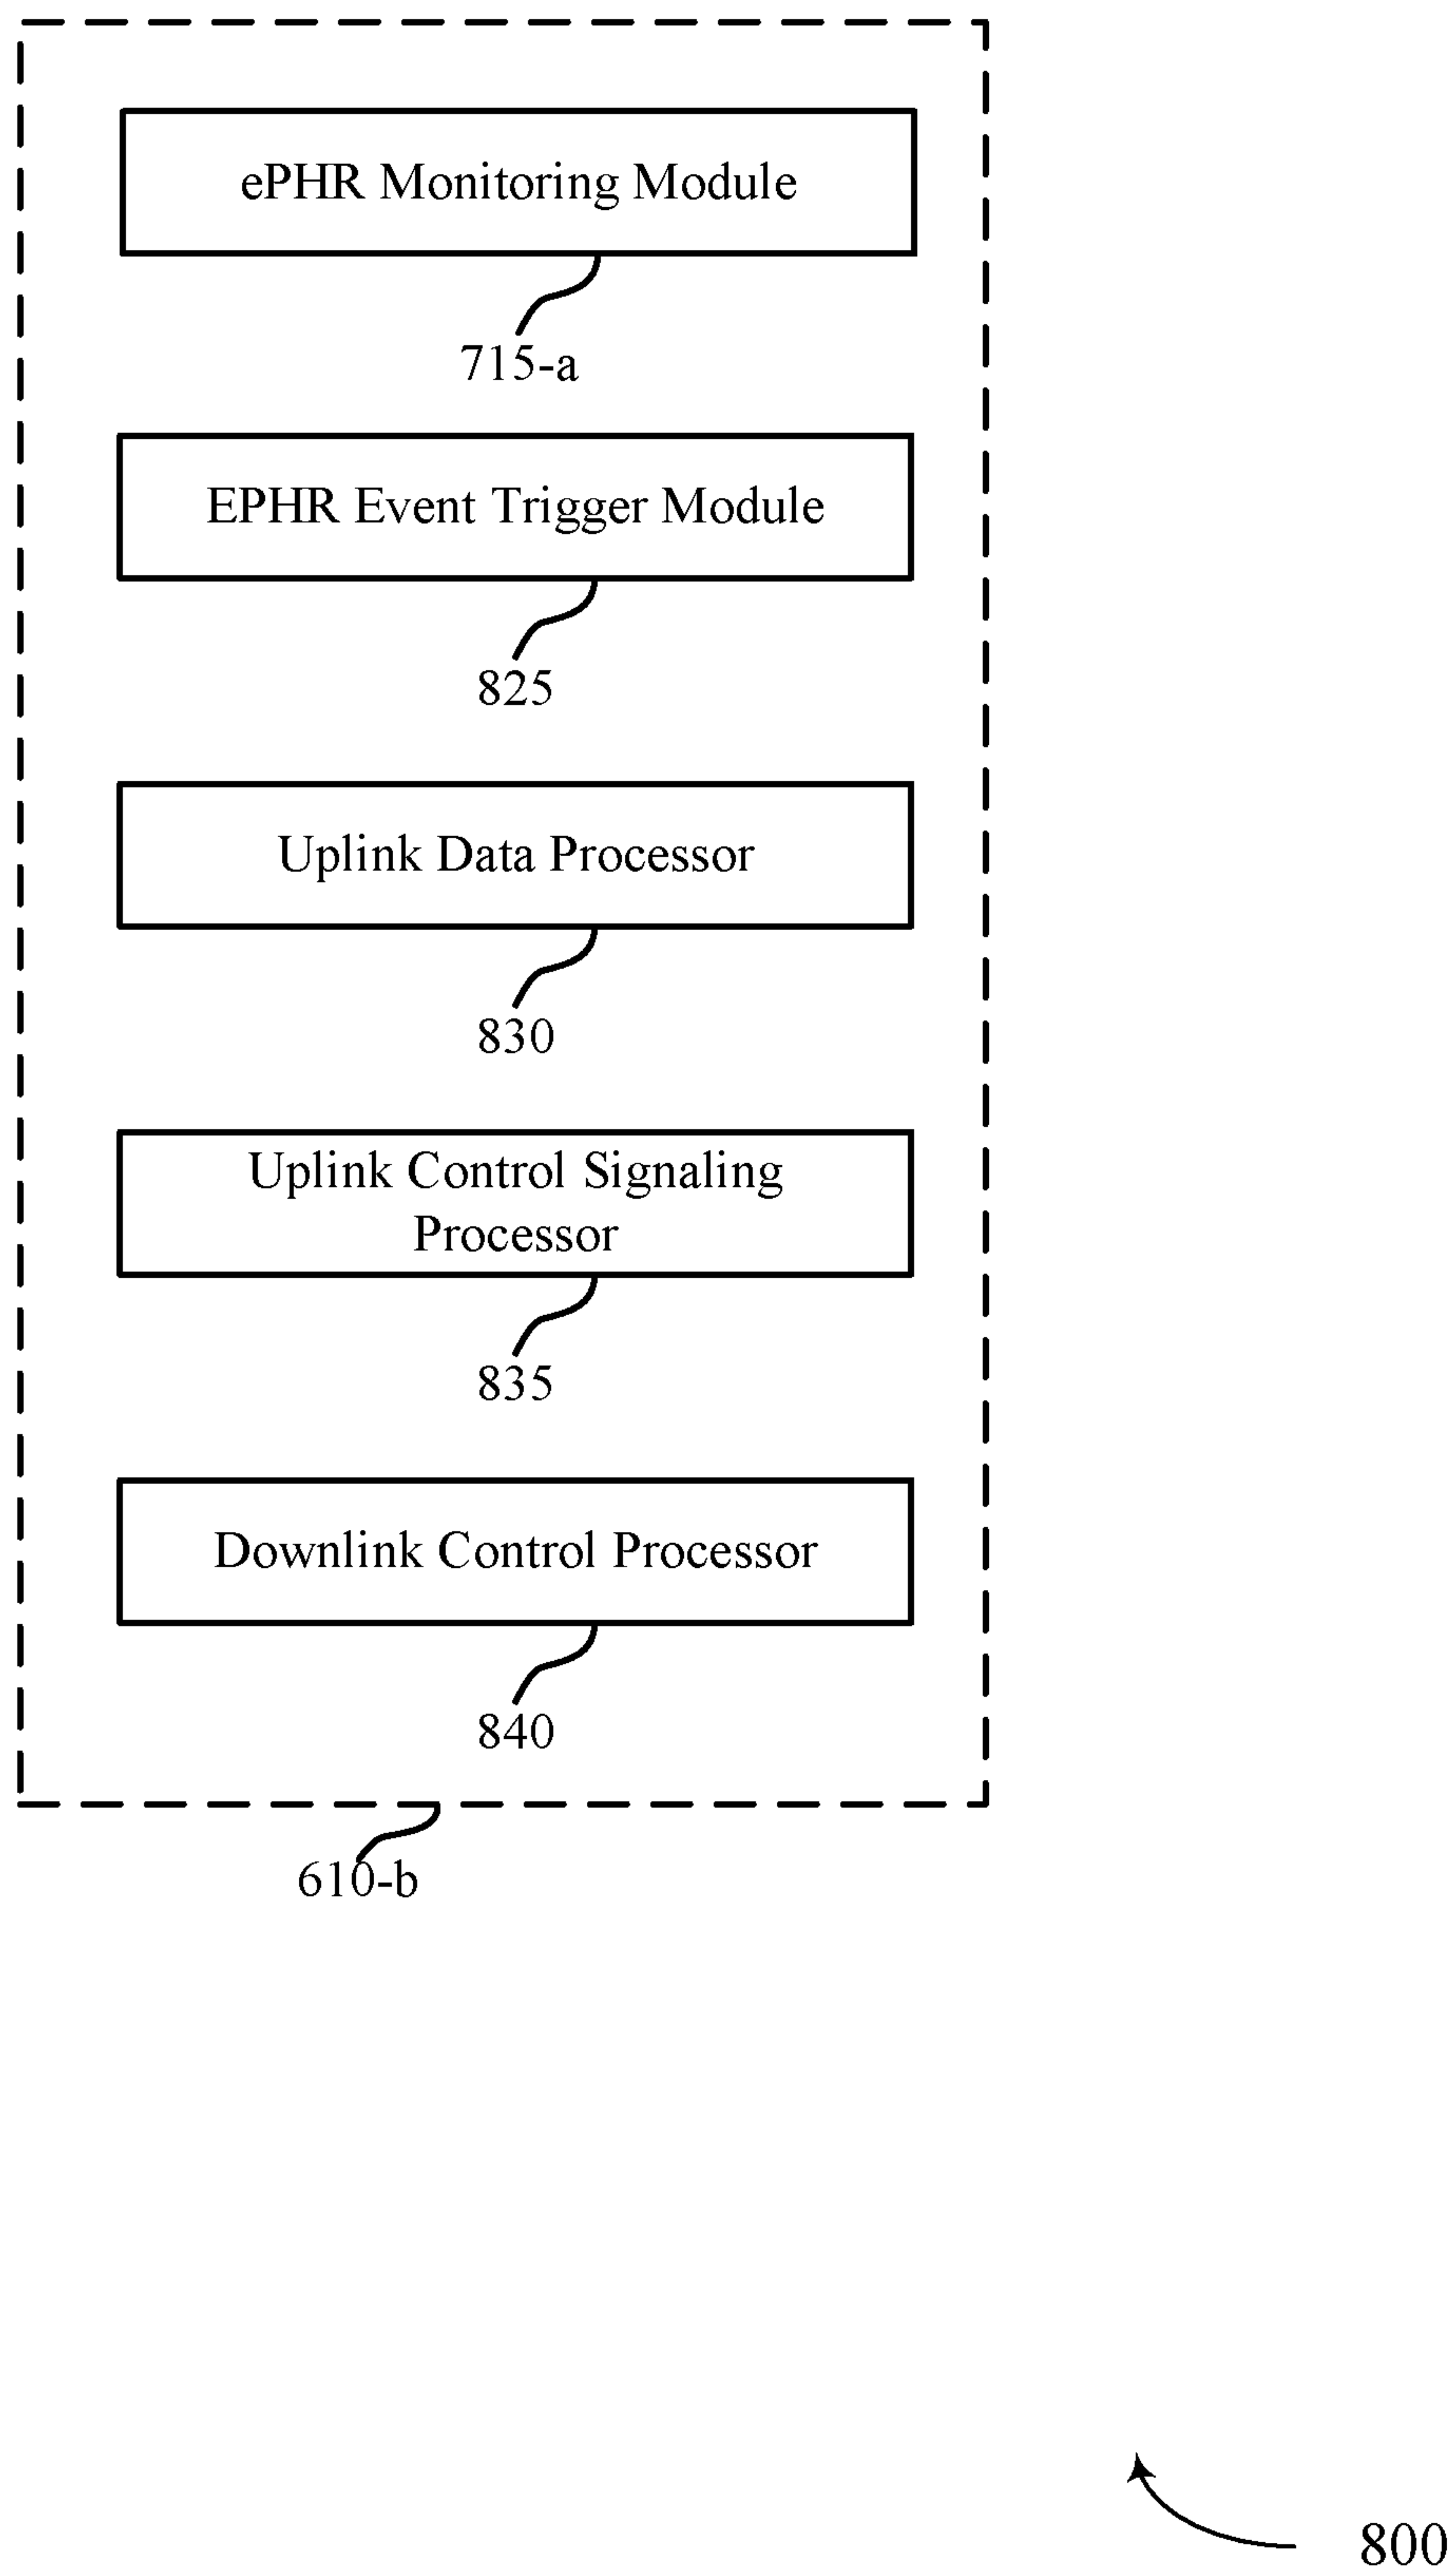 ePHR Monitoring Module
715-a
EPHR Event Trigger Module
825
Uplink Data Processor
830
Uplink Control Signaling
Processor
835
Downlink Control Processor
840
610-b
800